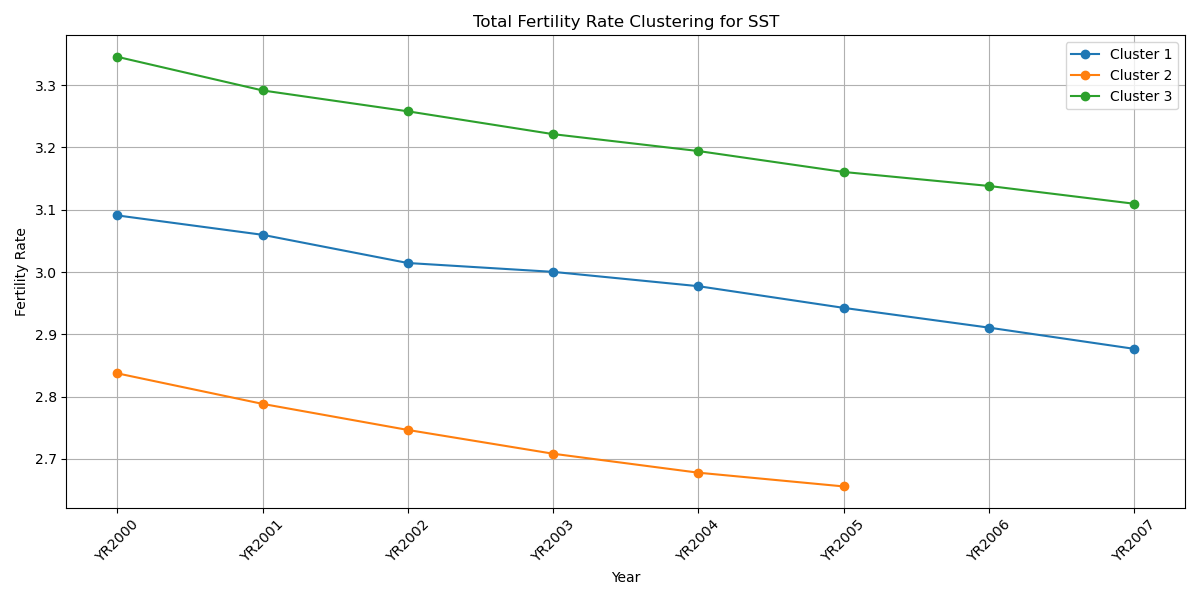 Total Fertility Rate Clustering for SST
Cluster 1
Cluster 2
Cluster 3
Fertility Rate
3.3
3.2
3.1
3.0
2.9
2.8
2.7
YR2000 YR2001 YR2002 YR2003 YR2004 YR2005 YR2006 YR2007
Year